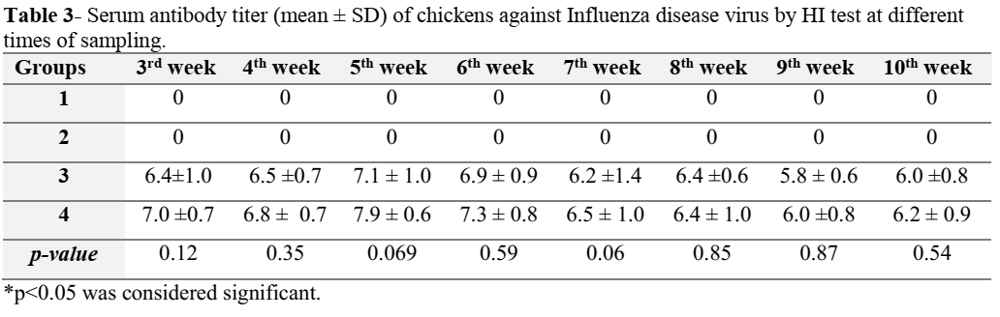 Table 3- Serum antibody titer (mean ± SD) of chickens against Influenza disease virus by HI test at different
times of sampling.
Groups 3rd week 4th week 5th week 6th week 7th week 8th week 9th week 10th week
1 0 0 0 0 0 0 0 0
2 0 0 0 0 0 0 0 0
3 6.4±1.0 6.5 ±0.7 7.1 ± 1.0 6.9 ± 0.9 6.2 ±1.4 6.4 ±0.6 5.8 ± 0.6 6.0 ±0.8
4 7.0 ±0.7 6.8 ± 0.7 7.9 ± 0.6 7.3 ± 0.8 6.5 ± 1.0 6.4 ± 1.0 6.0 ±0.8 6.2 ± 0.9
p-value 0.12 0.35 0.069 0.59 0.06 0.85 0.87 0.54
*p<0.05 was considered significant.